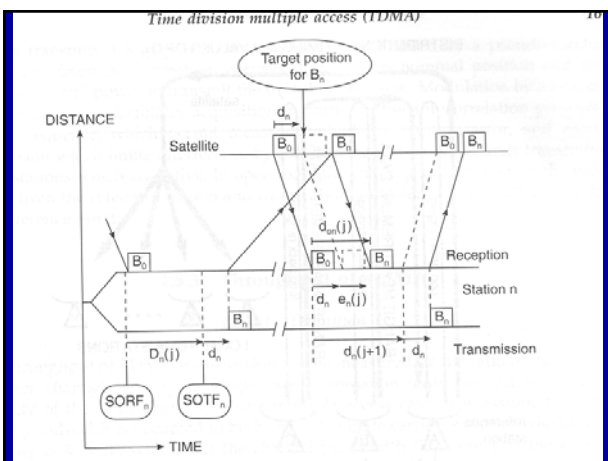 Time division multiple access (TDMA)
Target position
for Bn
dn
DISTANCE
Satellite
B0
Bn
B0
Bn
don(j)
B0
B0
Bn
Reception
dn
en(j)
Station n
Bn
Bn
Dn(j)
dn
dn(j+1)
dn
Transmission
SORFn
SOTFn
TIME